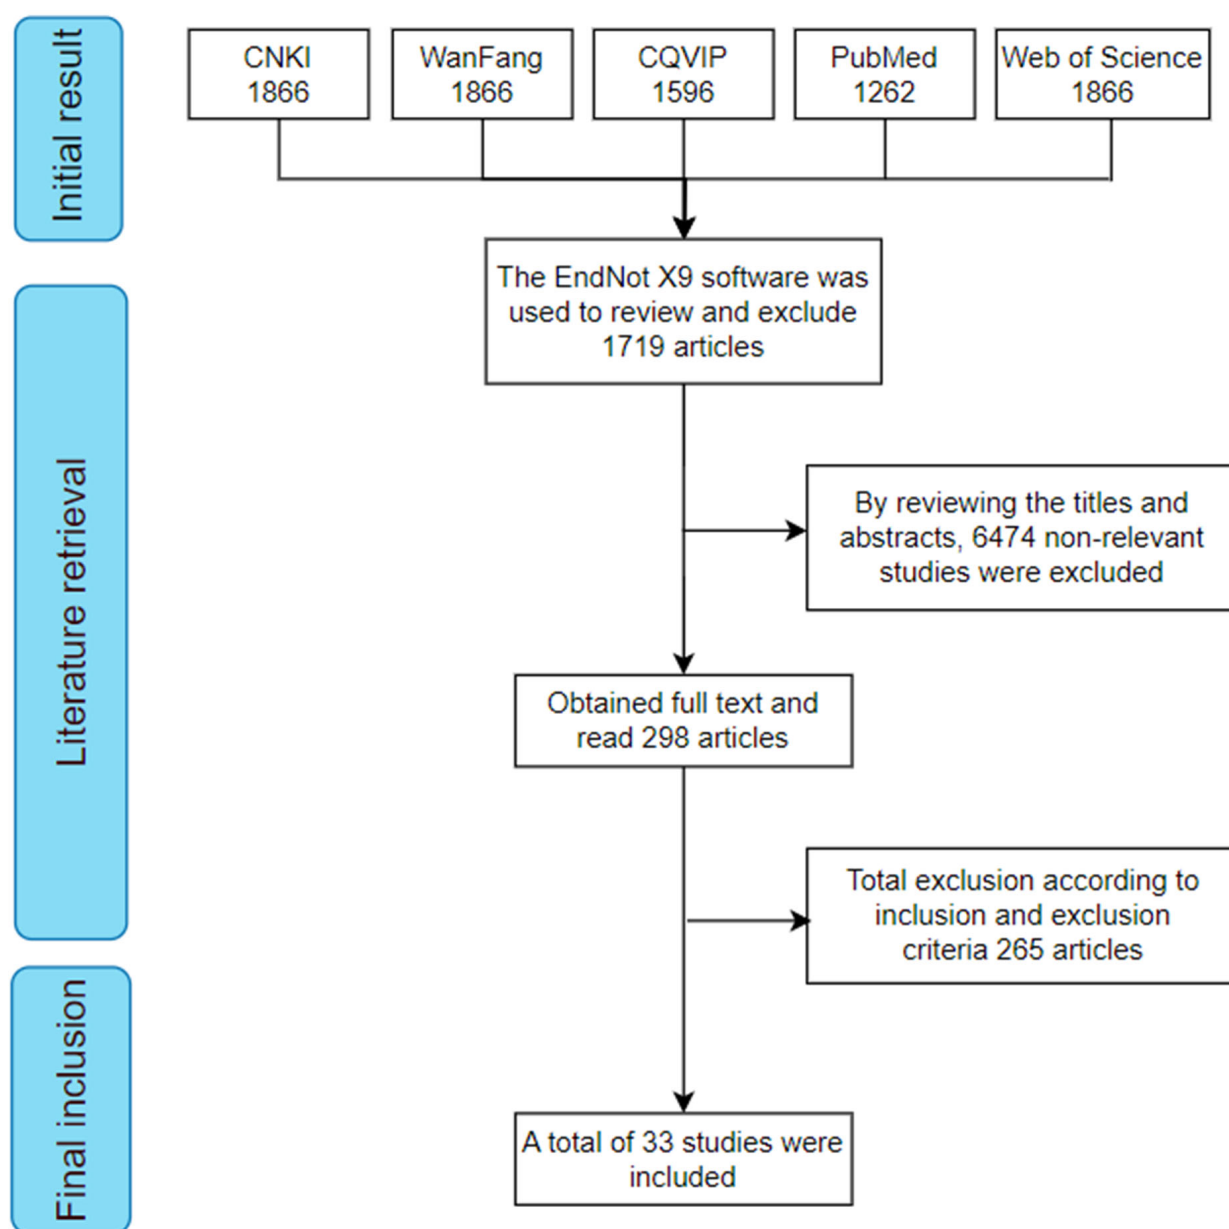 Initial result
CNKI
1866
WanFang
1866
CQVIP
1596
PubMed
1262
Web of Science
1866
The EndNot X9 software was
used to review and exclude
1719 articles
Literature retrieval
By reviewing the titles and
abstracts, 6474 non-relevant
studies were excluded
Obtained full text and
read 298 articles
Total exclusion according to
inclusion and exclusion
criteria 265 articles
Final inclusion
A total of 33 studies were
included